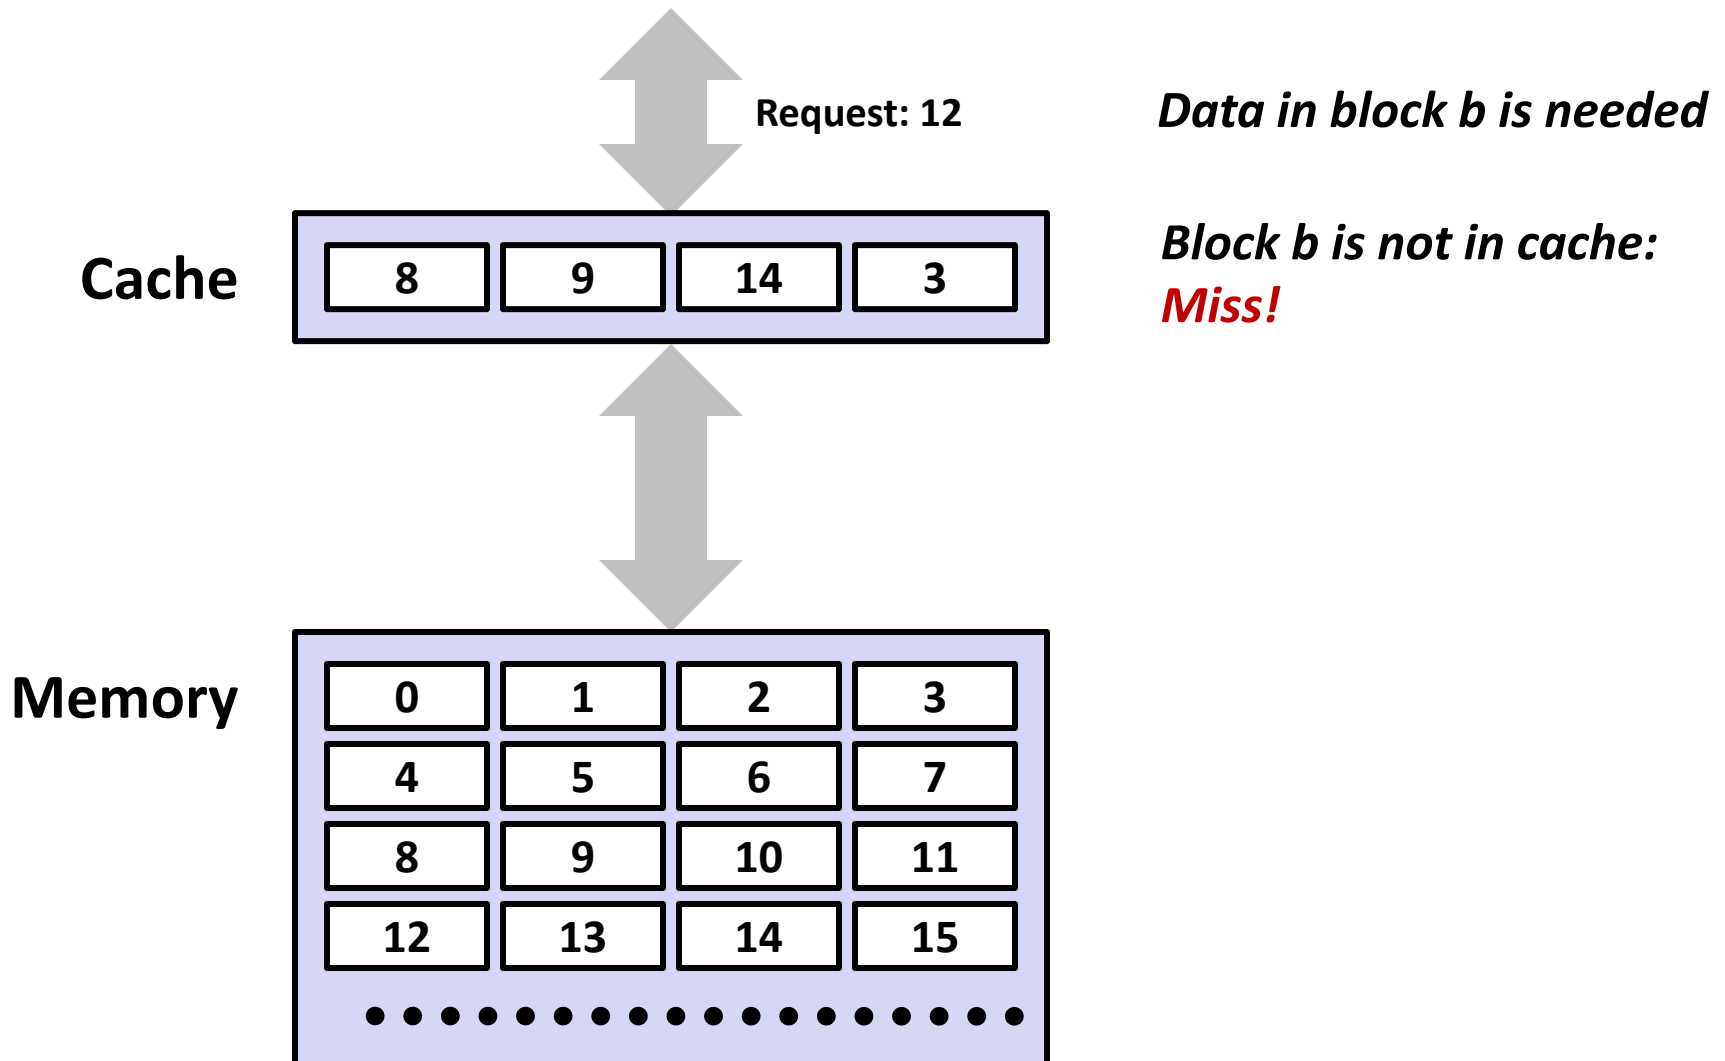 Request: 12
Data in block b is needed
Cache
8 9 14 3
Block b is not in cache:
Miss!
Memory
0 1 2 3
4 5 6 7
8 9 10 11
12 13 14 15